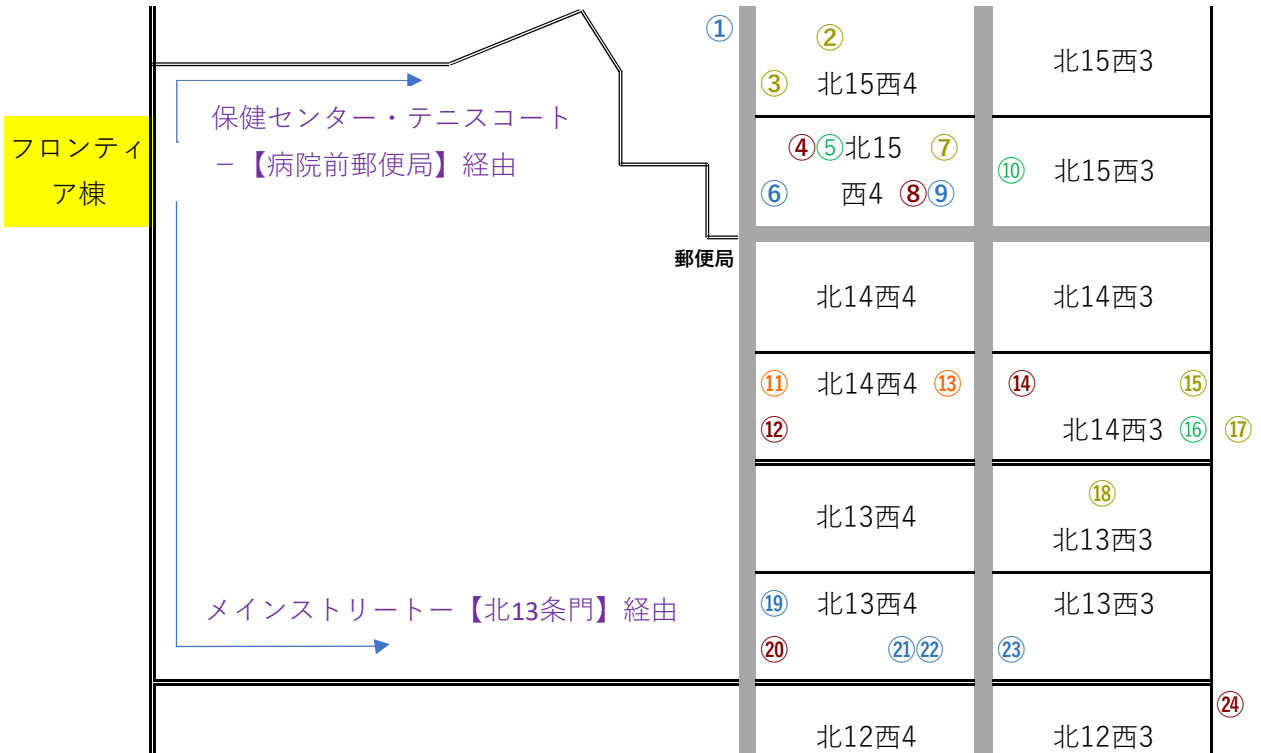 ①
②
③ 北15西4
北15西3
フロンティ
ア棟
保健センター・テニスコート
－【病院前郵便局】経由
④⑤北15 ⑦
⑥ 西4 ⑧⑨
⑩ 北15西3
郵便局
北14西4
北14西3
⑪ 北14西4 ⑬
⑫
⑭ ⑮
北14西3 ⑯ ⑰
北13西4
⑱
北13西3
メインストリートー【北13条門】経由
⑲ 北13西4
⑳ ㉑㉒
北13西3
㉓
㉔
北12西4
北12西3